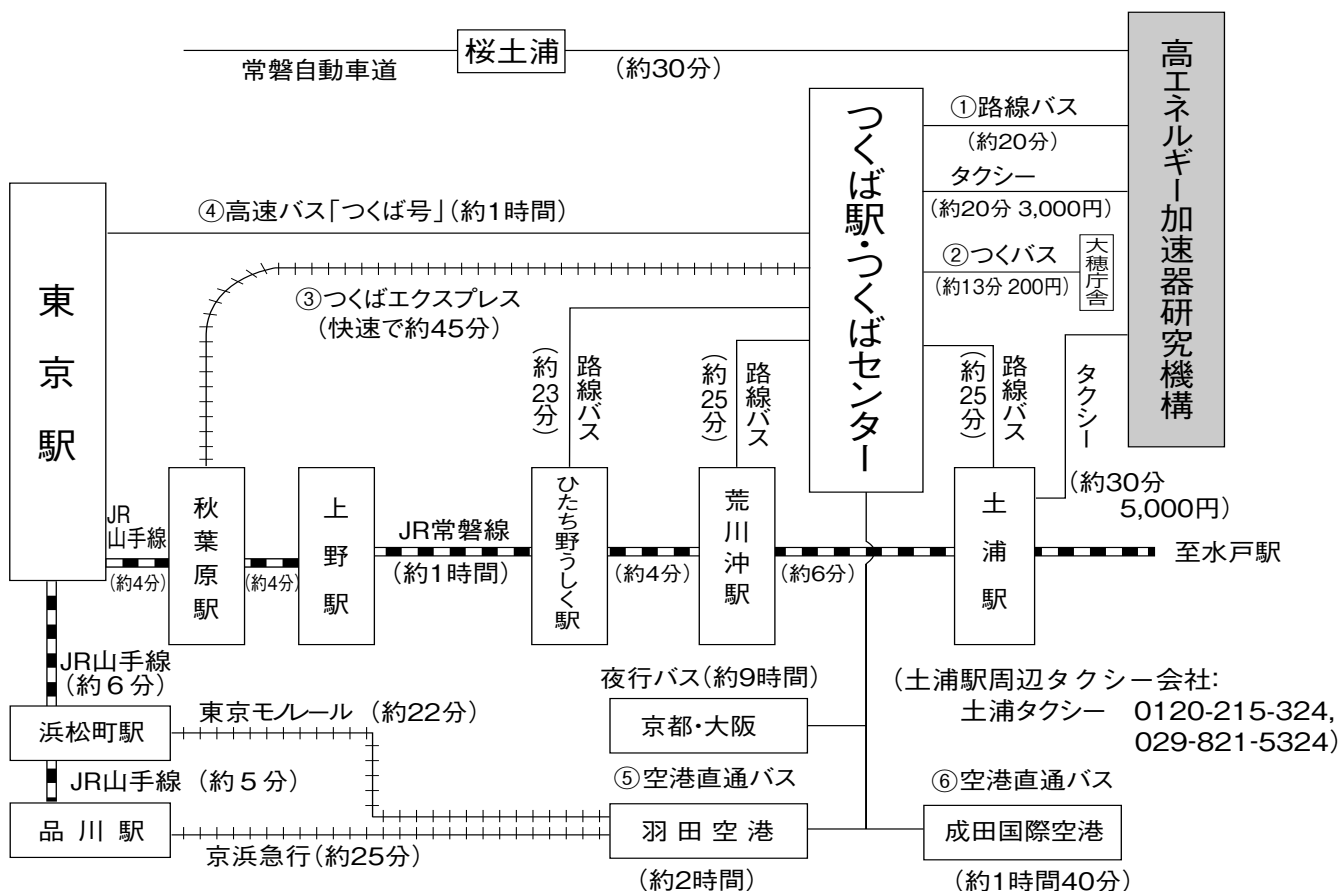 桜土浦
常磐自動車道
(約30分)
高エネルギー加速器研究機構
つくば駅・つくばセンター
①路線バス
(約20分)
タクシー
(約20分 3,000円)
②つくバス
(約13分 200円)
大穂庁舎
東京駅
④高速バス「つくば号」(約1時間)
③つくばエクスプレス
(快速で約45分)
路線バス
(約23分)
路線バス
(約25分)
路線バス
(約25分)
タクシー
(約30分
5,000円)
JR
山手線
(約4分)
秋葉原駅
(約4分)
上野駅
JR常磐線
(約1時間)
ひたち野うしく駅
(約4分)
荒川沖駅
(約6分)
土浦駅
至水戸駅
JR山手線
(約6分)
浜松町駅
東京モノレール (約22分)
JR山手線 (約5分)
品川駅
京浜急行(約25分)
夜行バス(約9時間)
京都・大阪
⑤空港直通バス
羽田空港
(約2時間)
(土浦駅周辺タクシー会社:
土浦タクシー 0120-215-324,
029-821-5324)
⑥空港直通バス
成田国際空港
(約1時間40分)